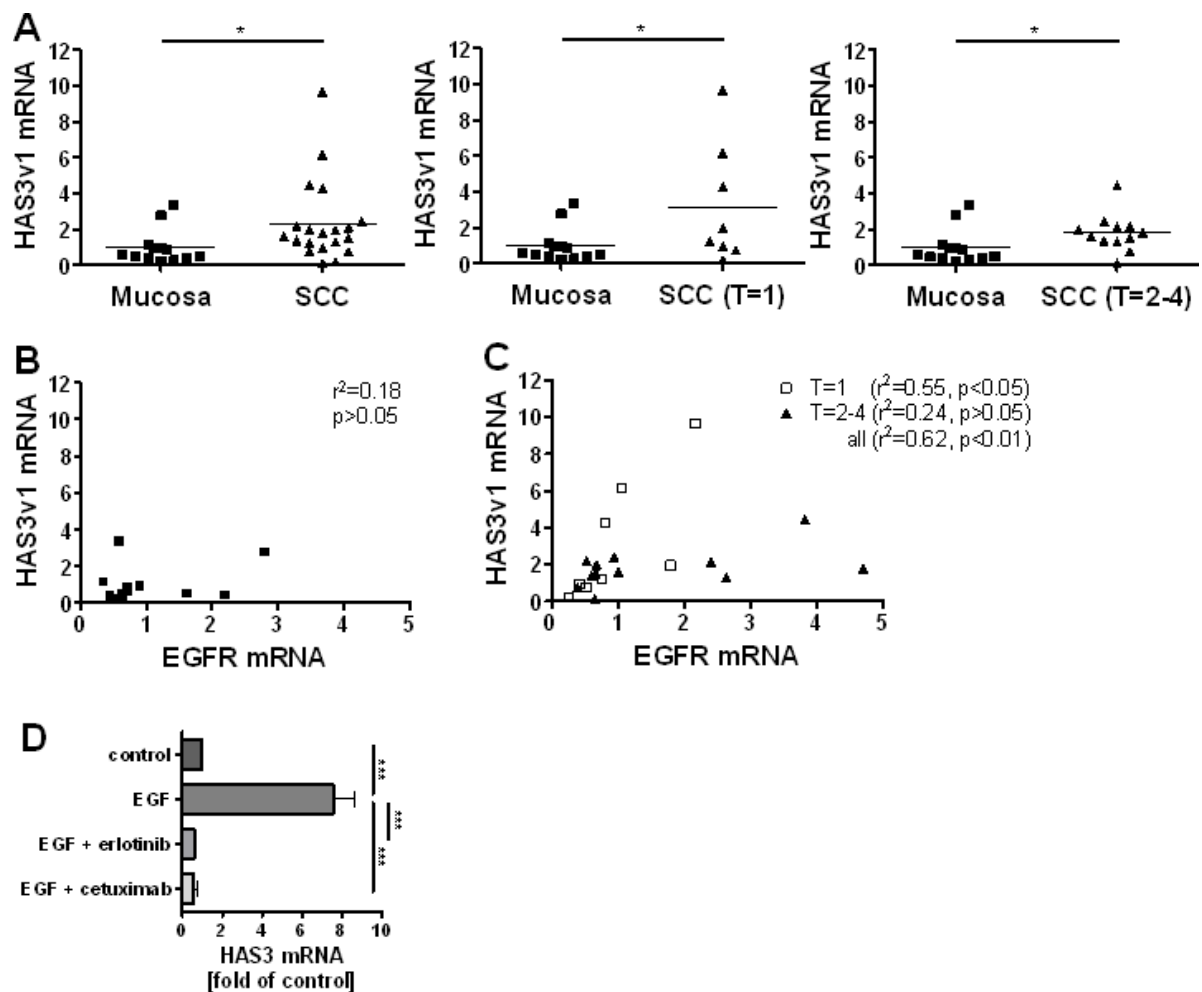 A
*
*
*
HAS3v1 mRNA
12
10
8
6
4
2
0
Mucosa
SCC
HAS3v1 mRNA
12
10
8
6
4
2
0
Mucosa
SCC (T=1)
HAS3v1 mRNA
12
10
8
6
4
2
0
Mucosa
SCC (T=2-4)
B
HAS3v1 mRNA
12
10
8
6
4
2
0
r²=0.18
p>0.05
0 1 2 3 4 5
EGFR mRNA
C
HAS3v1 mRNA
12
10
8
6
4
2
0
T=1 (r²=0.55, p<0.05)
T=2-4 (r²=0.24, p>0.05)
all (r²=0.62, p<0.01)
0 1 2 3 4 5
EGFR mRNA
D
control
EGF
EGF + erlotinib
EGF + cetuximab
***
***
***
0 2 4 6 8 10
HAS3 mRNA
[fold of control]